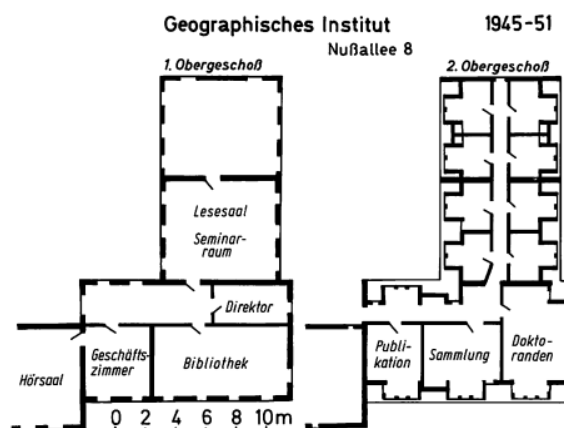 Geographisches Institut 1945-51
Nußallee 8
1. Obergeschoß
2. Obergeschoß
Lesesaal
Seminar-
raum
Direktor
Geschäfts-
zimmer
Bibliothek
Hörsaal
0 2 4 6 8 10m
Publi-
kation
Sammlung
Dokto-
randen